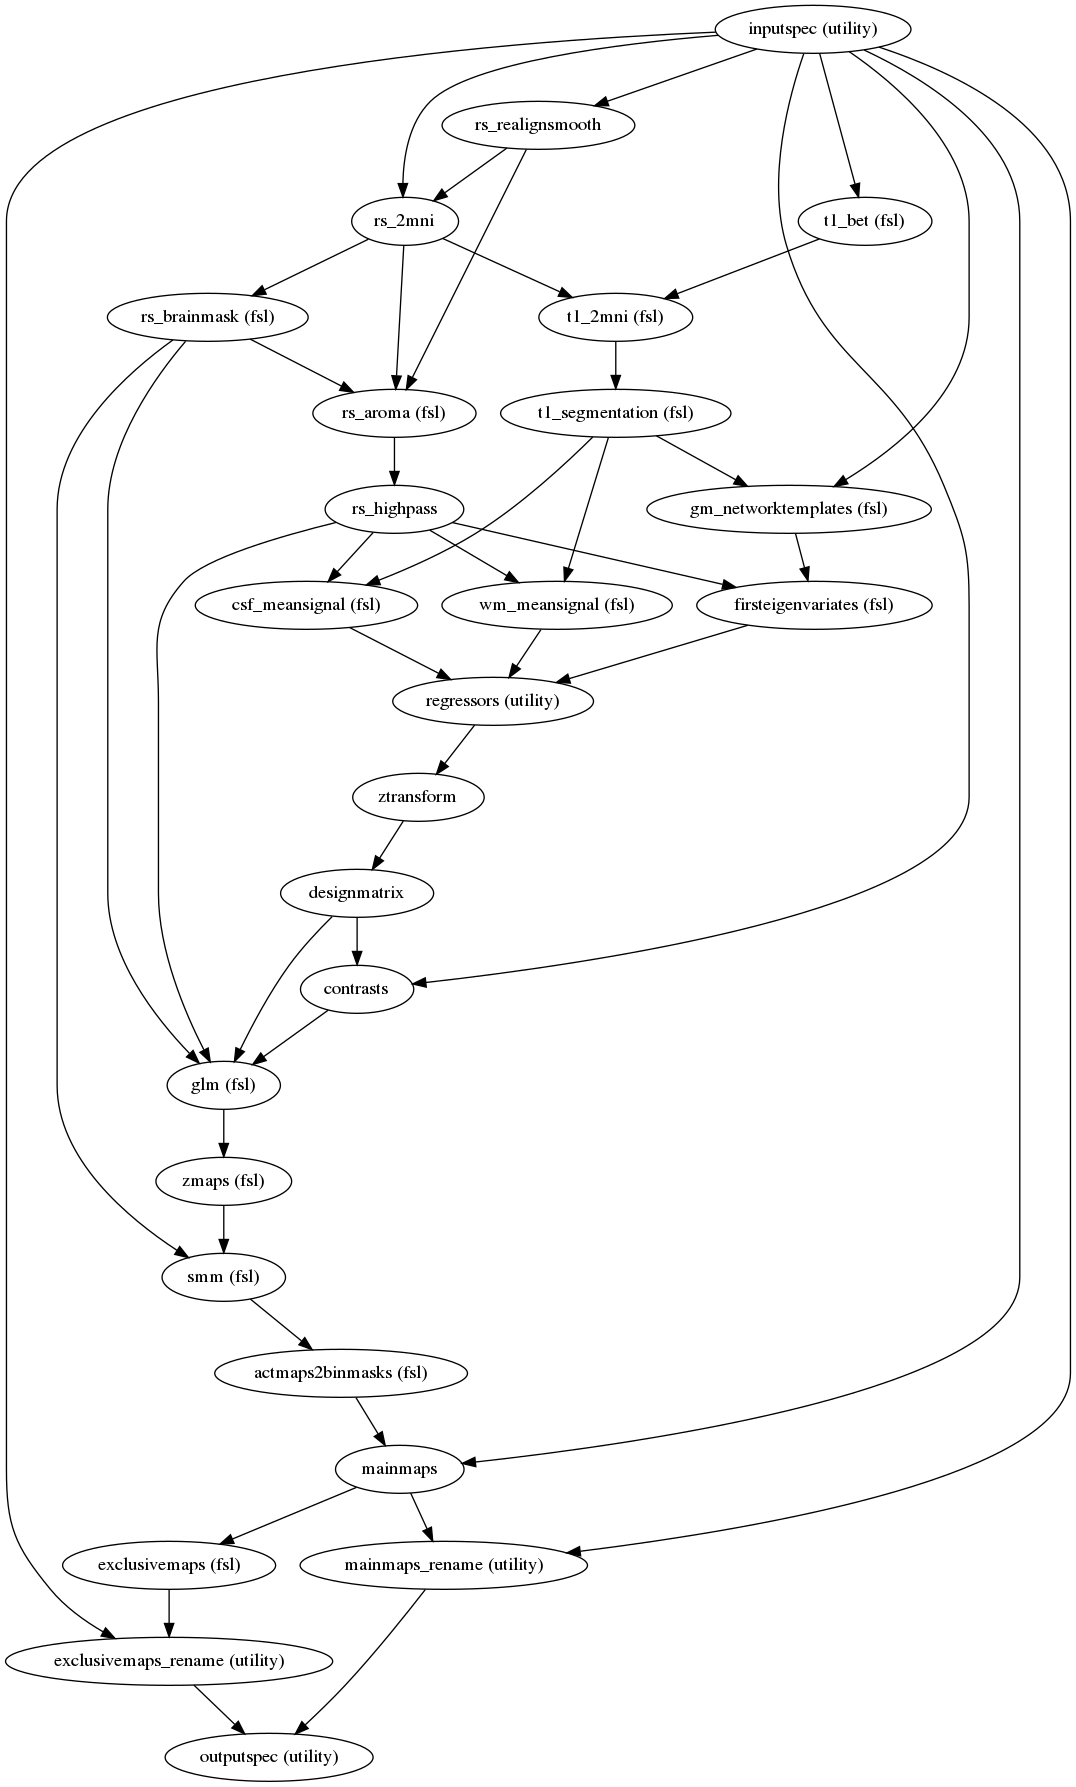 inputspec (utility)
rs_realignsmooth
rs_2mni
t1_bet (fsl)
rs_brainmask (fsl)
t1_2mni (fsl)
rs_aroma (fsl)
t1_segmentation (fsl)
rs_highpass
gm_networktemplates (fsl)
csf_meansignal (fsl)
wm_meansignal (fsl)
firsteigenvariates (fsl)
regressors (utility)
ztransform
designmatrix
contrasts
glm (fsl)
zmaps (fsl)
smm (fsl)
actmaps2binmasks (fsl)
mainmaps
exclusivemaps (fsl)
mainmaps_rename (utility)
exclusivemaps_rename (utility)
outputspec (utility)